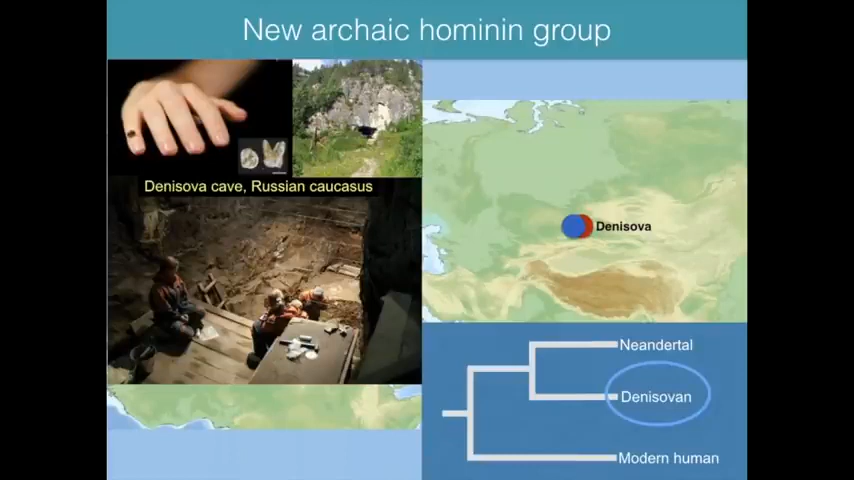 New archaic hominin group
Denisova cave, Russian caucasus
Denisova
Neandertal
Denisovan
Modern human